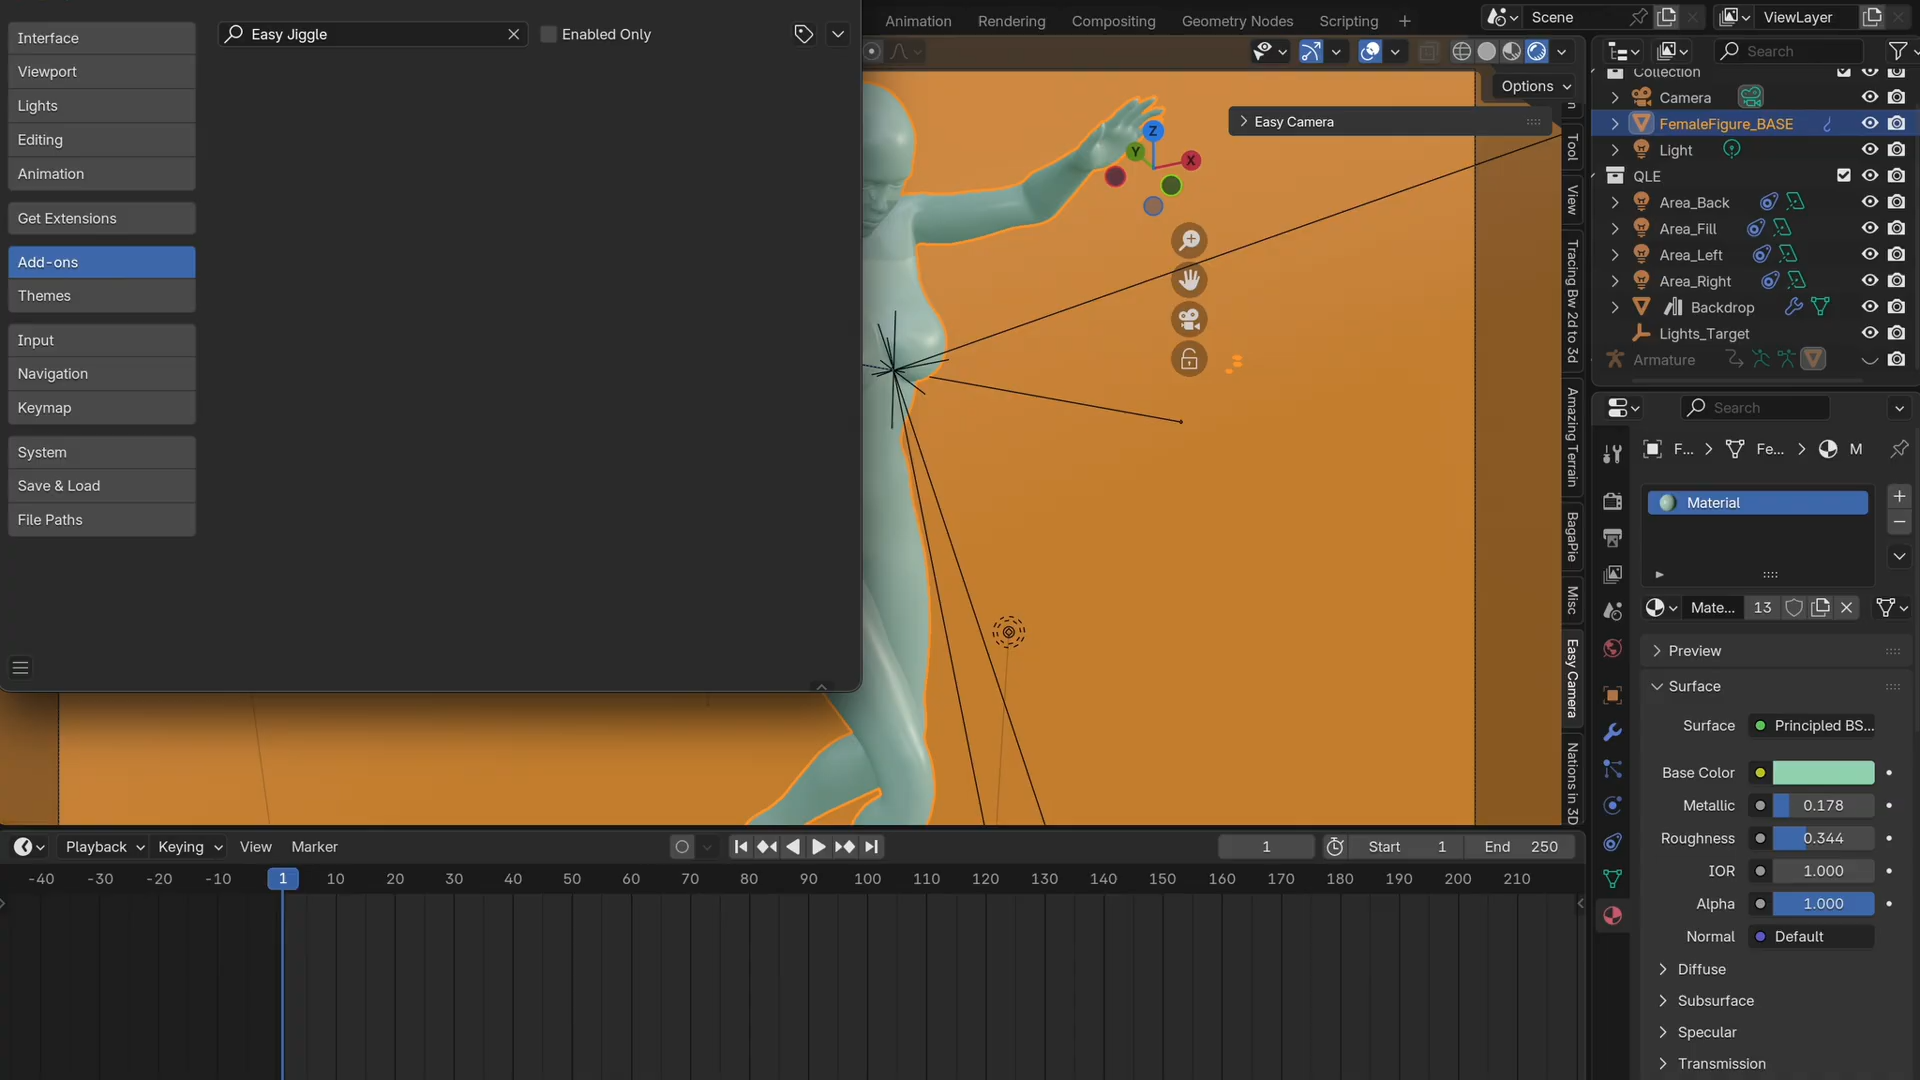 Interface
Viewport
Lights
Editing
Animation
Get Extensions
Add-ons
Themes
Input
Navigation
Keymap
System
Save & Load
File Paths
Easy Jiggle
Enabled Only
Animation Rendering Compositing Geometry Nodes Scripting
Scene
ViewLayer
Options
Easy Camera
Z
Y
X
Tool
View
Tracing Bw 2d to 3d
Amazing Terrain
BagaPie
Misc
Easy Camera
Nations in 3D
Search
Collection
Camera
FemaleFigure_BASE
Light
QLE
Area_Back
Area_Fill
Area_Left
Area_Right
Backdrop
Lights_Target
Armature
Search
F... Fe... M
Material
Mate... 13
Preview
Surface
Surface Principled BS...
Base Color
Metallic 0.178
Roughness 0.344
IOR 1.000
Alpha 1.000
Normal Default
Diffuse
Subsurface
Specular
Transmission
Playback Keying View Marker
1 Start 1 End 250
-40 -30 -20 -10 1 10 20 30 40 50 60 70 80 90 100 110 120 130 140 150 160 170 180 190 200 210